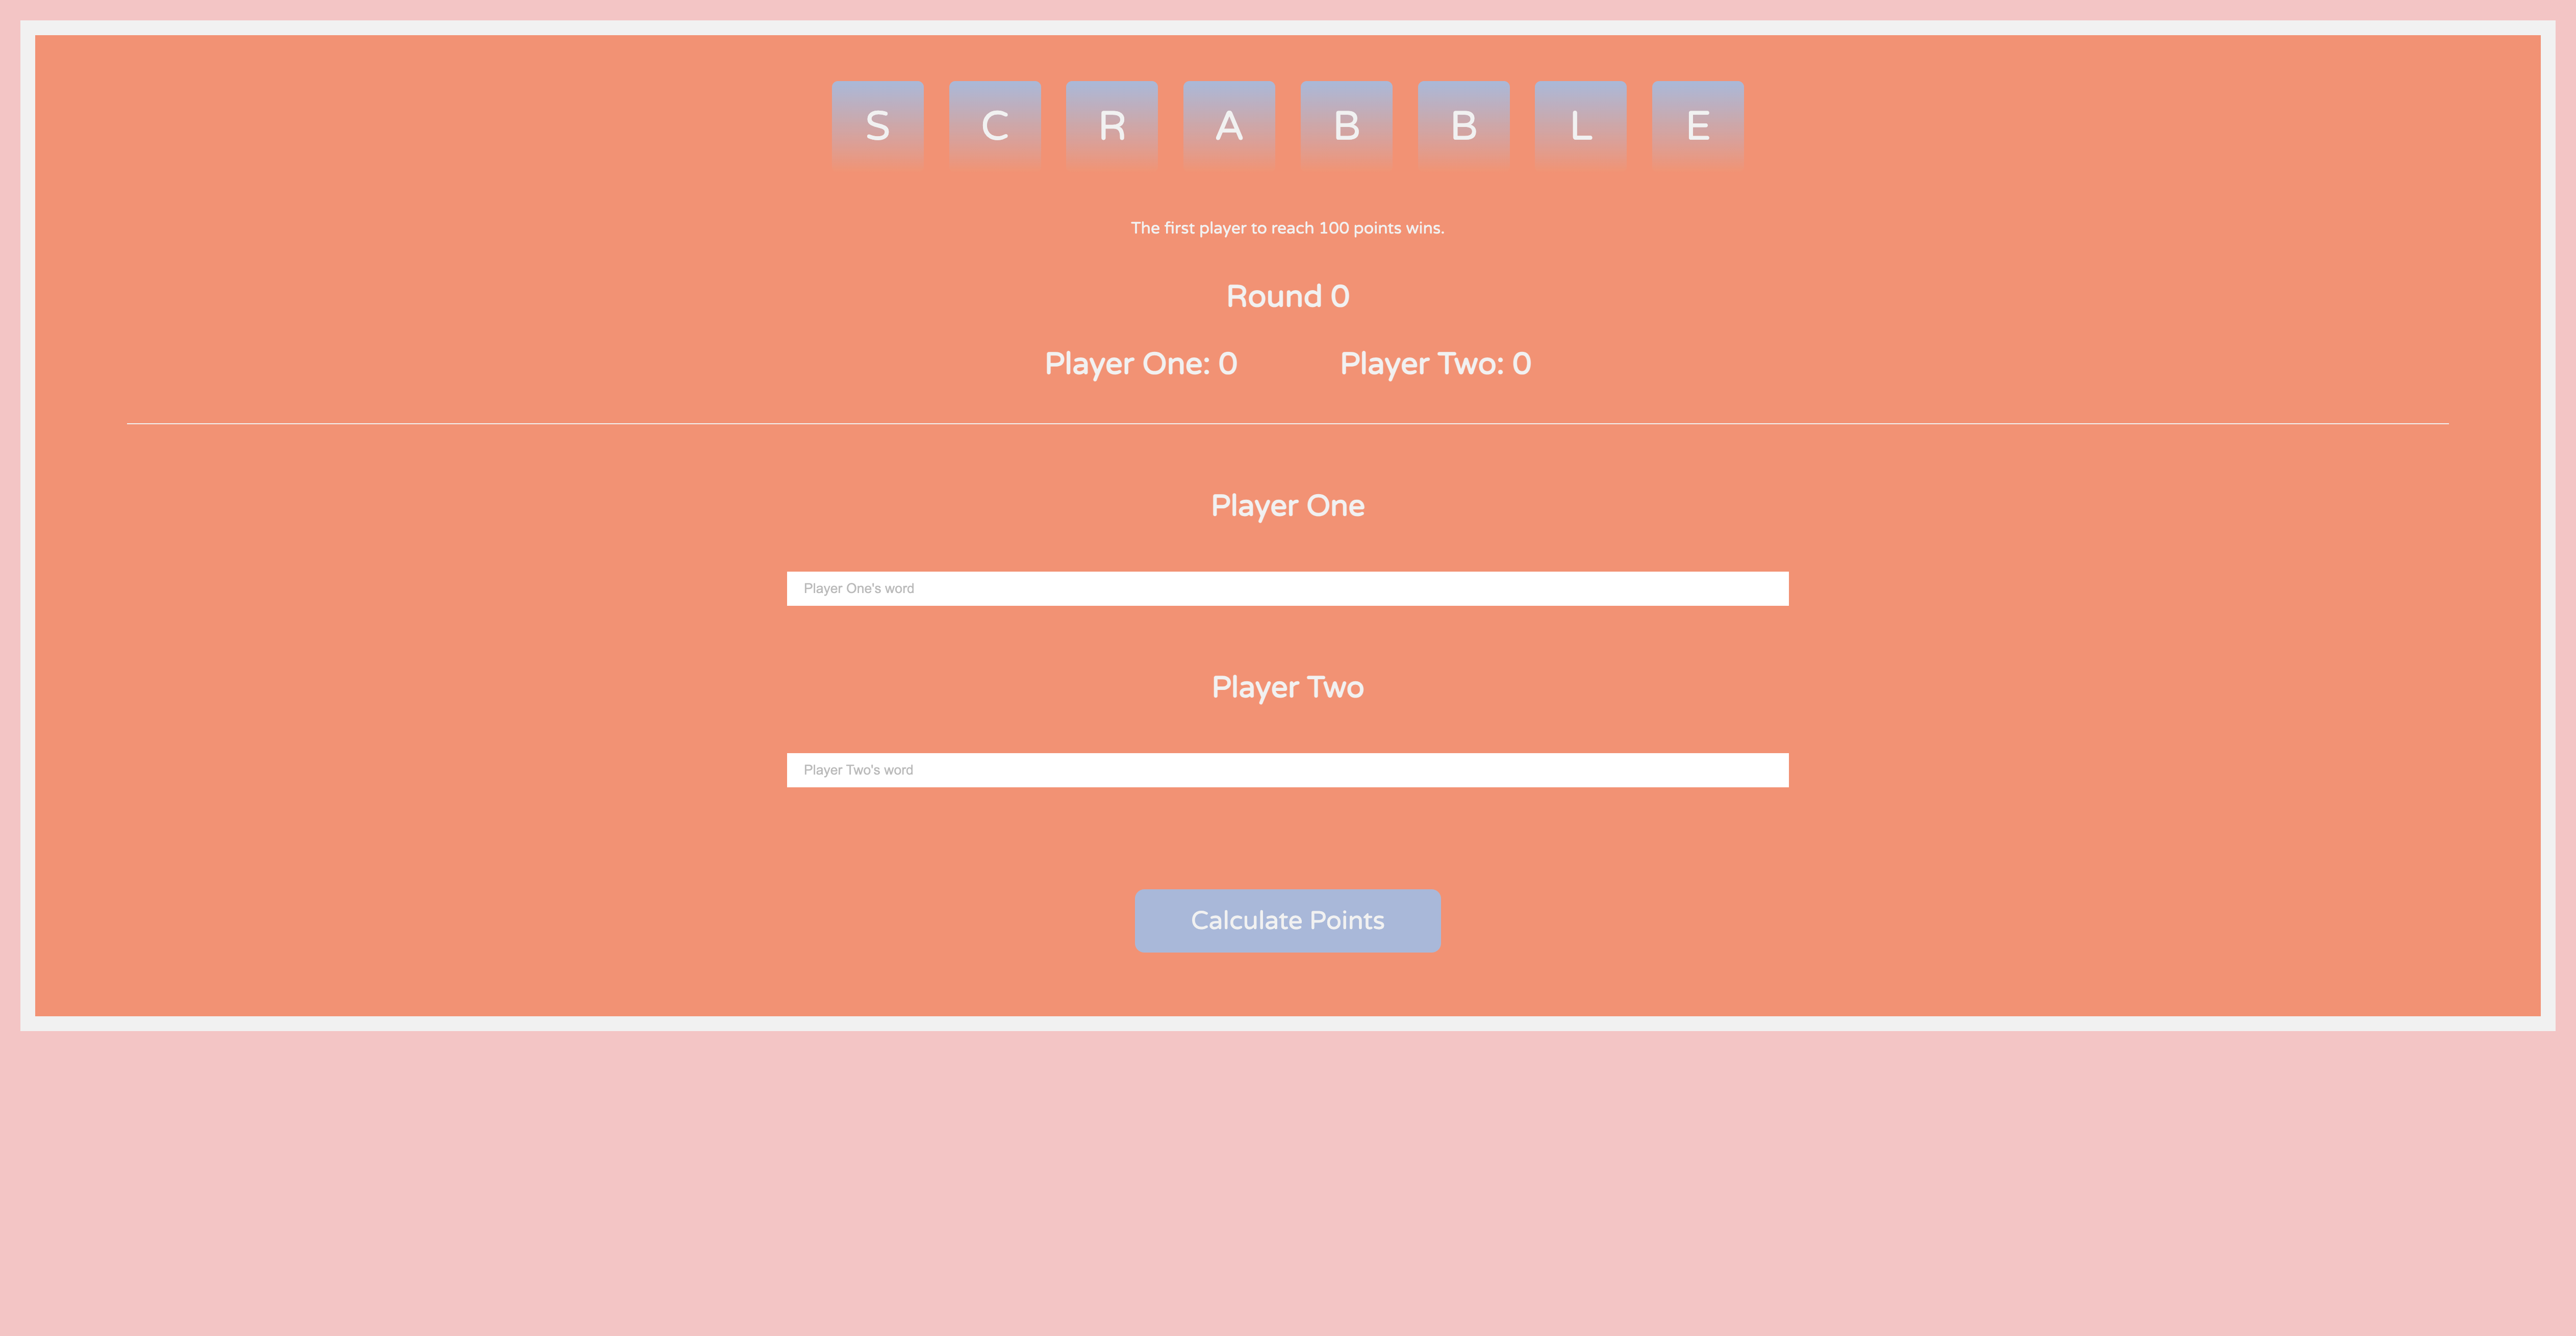 S C R A B B L E
The first player to reach 100 points wins.
Round 0
Player One: 0 Player Two: 0
Player One
Player One's word
Player Two
Player Two's word
Calculate Points